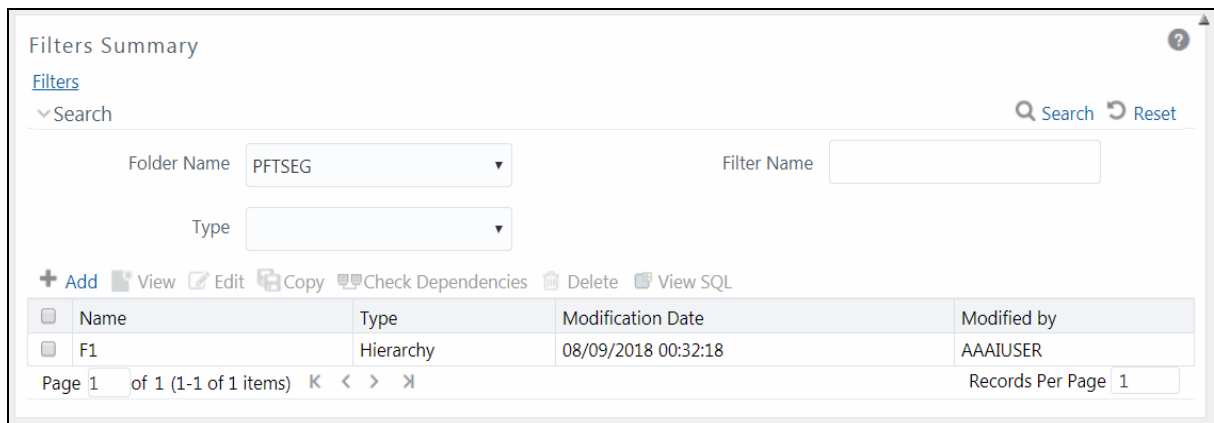 Filters Summary
?
Filters
Search
Search Reset
Folder Name PFTSEG Filter Name
Type
Add View Edit Copy Check Dependencies Delete View SQL
Name Type Modification Date Modified by
F1 Hierarchy 08/09/2018 00:32:18 AAAIUSER
Page 1 of 1 (1-1 of 1 items) Records Per Page 1